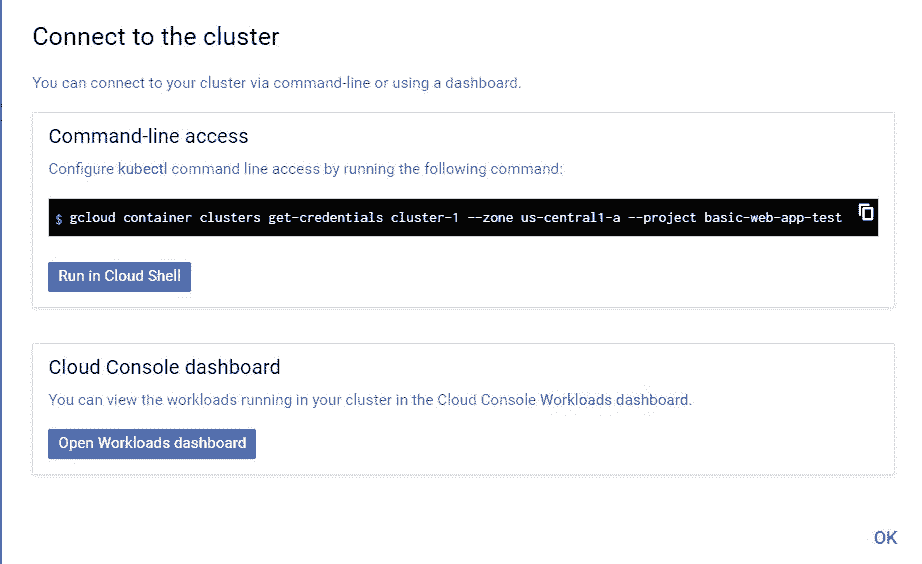 Connect to the cluster
You can connect to your cluster via command-line or using a dashboard.
Command-line access
Configure kubectl command line access by running the following command:
$ gcloud container clusters get-credentials cluster-1 --zone us-central1-a --project basic-web-app-test
Run in Cloud Shell
Cloud Console dashboard
You can view the workloads running in your cluster in the Cloud Console Workloads dashboard.
Open Workloads dashboard
OK